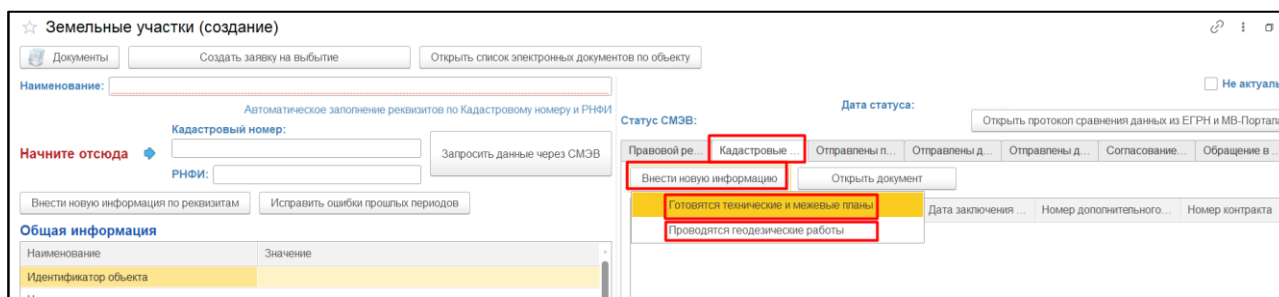 Земельные участки (создание)
Документы
Создать заявку на выбытие
Открыть список электронных документов по объекту
Наименование:
Не актуаль
Автоматическое заполнение реквизитов по Кадастровому номеру и РНФИ
Дата статуса:
Статус СМЭВ:
Открыть протокол сравнения данных из ЕГРН и МВ-Портала
Кадастровый номер:
Начните отсюда
Запросить данные через СМЭВ
РНФИ:
Правовой ре...
Кадастровые ...
Отправлены п...
Отправлены д...
Отправлены д...
Согласование...
Обращение в ...
Внести новую информацию
Открыть документ
Внести новую информация по реквизитам
Исправить ошибки прошлых периодов
Готовятся технические и межевые планы
Проводятся геодезические работы
Дата заключения ...
Номер дополнительного...
Номер контракта
Общая информация
Наименование
Значение
Идентификатор объекта